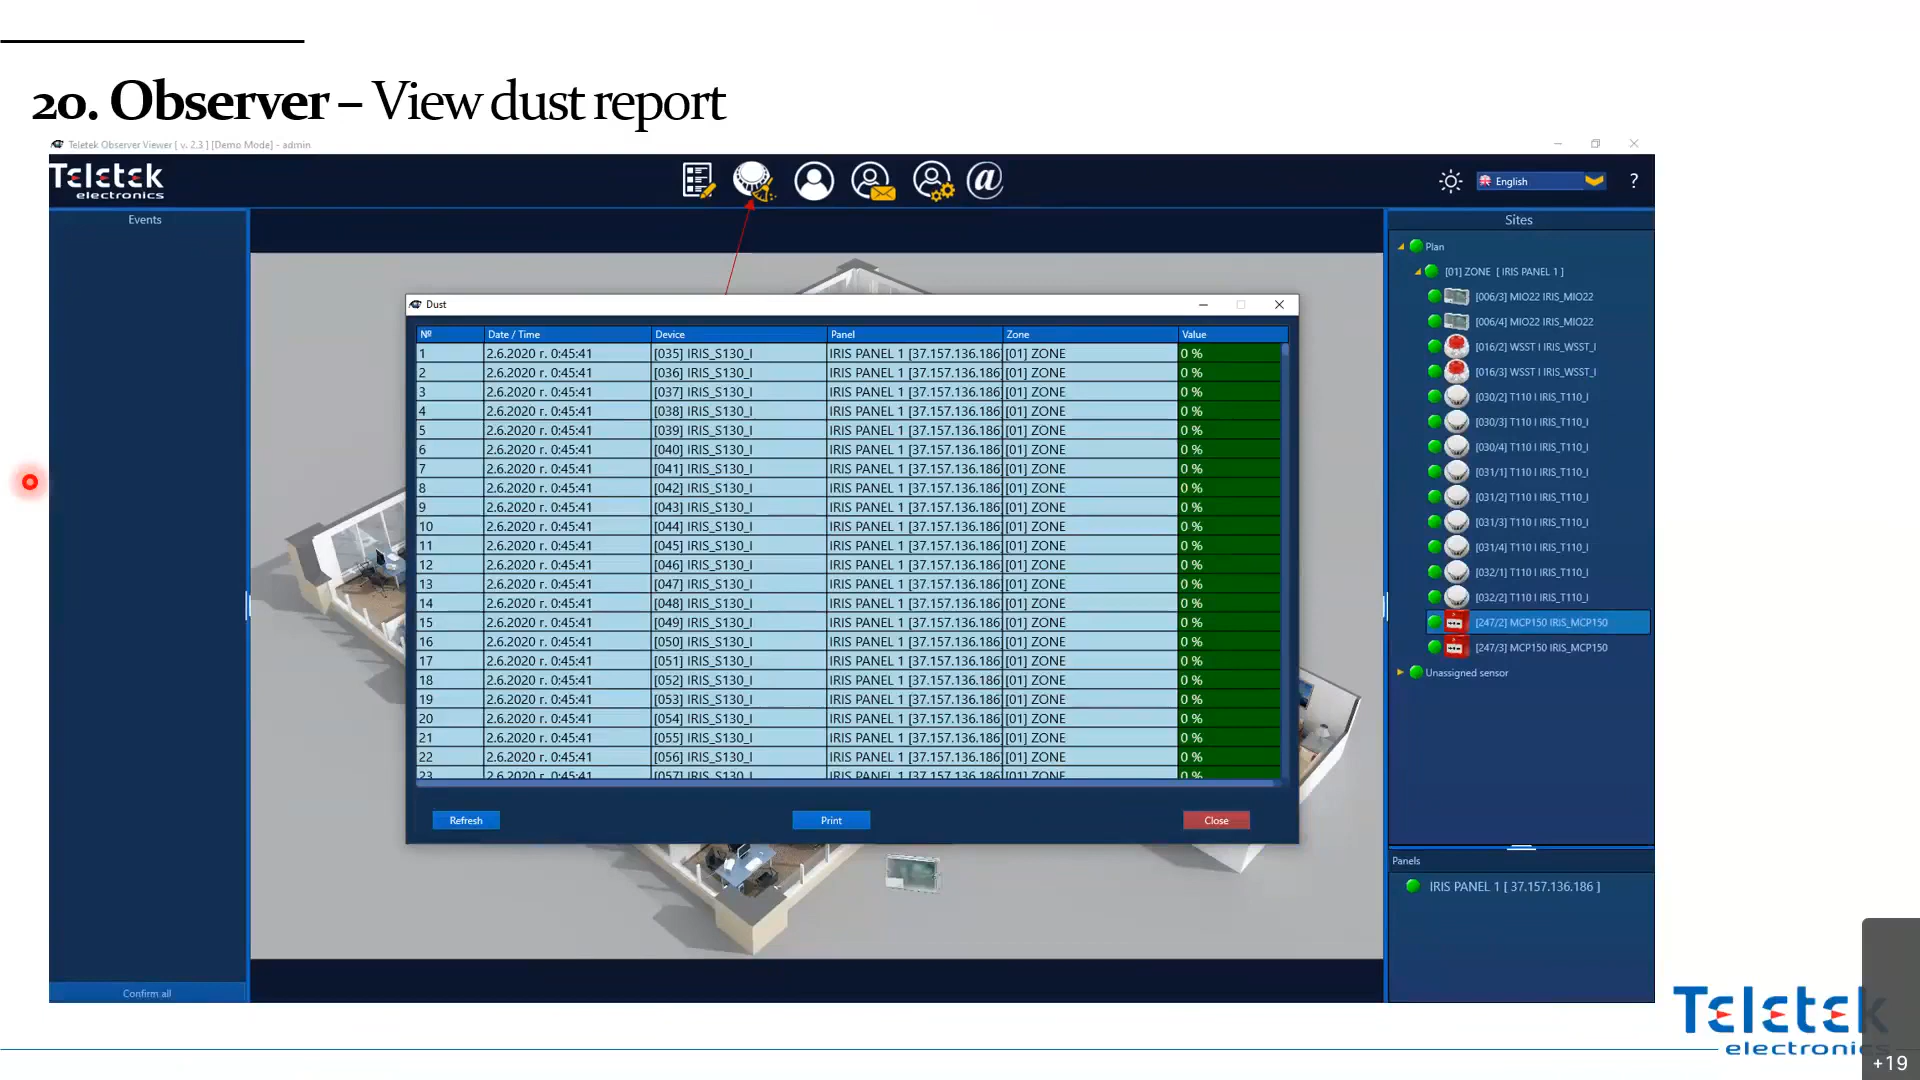 20. Observer – View dust report
Teletek Observer Viewer [ v. 2.3 ] [Demo Mode] - admin
Teletek
electronics
English
?
Events
Confirm all
Dust
№ Date / Time Device Panel Zone Value
1 2.6.2020 г. 0:45:41 [035] IRIS_S130_I IRIS PANEL 1 [37.157.136.186] [01] ZONE 0 %
2 2.6.2020 г. 0:45:41 [036] IRIS_S130_I IRIS PANEL 1 [37.157.136.186] [01] ZONE 0 %
3 2.6.2020 г. 0:45:41 [037] IRIS_S130_I IRIS PANEL 1 [37.157.136.186] [01] ZONE 0 %
4 2.6.2020 г. 0:45:41 [038] IRIS_S130_I IRIS PANEL 1 [37.157.136.186] [01] ZONE 0 %
5 2.6.2020 г. 0:45:41 [039] IRIS_S130_I IRIS PANEL 1 [37.157.136.186] [01] ZONE 0 %
6 2.6.2020 г. 0:45:41 [040] IRIS_S130_I IRIS PANEL 1 [37.157.136.186] [01] ZONE 0 %
7 2.6.2020 г. 0:45:41 [041] IRIS_S130_I IRIS PANEL 1 [37.157.136.186] [01] ZONE 0 %
8 2.6.2020 г. 0:45:41 [042] IRIS_S130_I IRIS PANEL 1 [37.157.136.186] [01] ZONE 0 %
9 2.6.2020 г. 0:45:41 [043] IRIS_S130_I IRIS PANEL 1 [37.157.136.186] [01] ZONE 0 %
10 2.6.2020 г. 0:45:41 [044] IRIS_S130_I IRIS PANEL 1 [37.157.136.186] [01] ZONE 0 %
11 2.6.2020 г. 0:45:41 [045] IRIS_S130_I IRIS PANEL 1 [37.157.136.186] [01] ZONE 0 %
12 2.6.2020 г. 0:45:41 [046] IRIS_S130_I IRIS PANEL 1 [37.157.136.186] [01] ZONE 0 %
13 2.6.2020 г. 0:45:41 [047] IRIS_S130_I IRIS PANEL 1 [37.157.136.186] [01] ZONE 0 %
14 2.6.2020 г. 0:45:41 [048] IRIS_S130_I IRIS PANEL 1 [37.157.136.186] [01] ZONE 0 %
15 2.6.2020 г. 0:45:41 [049] IRIS_S130_I IRIS PANEL 1 [37.157.136.186] [01] ZONE 0 %
16 2.6.2020 г. 0:45:41 [050] IRIS_S130_I IRIS PANEL 1 [37.157.136.186] [01] ZONE 0 %
17 2.6.2020 г. 0:45:41 [051] IRIS_S130_I IRIS PANEL 1 [37.157.136.186] [01] ZONE 0 %
18 2.6.2020 г. 0:45:41 [052] IRIS_S130_I IRIS PANEL 1 [37.157.136.186] [01] ZONE 0 %
19 2.6.2020 г. 0:45:41 [053] IRIS_S130_I IRIS PANEL 1 [37.157.136.186] [01] ZONE 0 %
20 2.6.2020 г. 0:45:41 [054] IRIS_S130_I IRIS PANEL 1 [37.157.136.186] [01] ZONE 0 %
21 2.6.2020 г. 0:45:41 [055] IRIS_S130_I IRIS PANEL 1 [37.157.136.186] [01] ZONE 0 %
22 2.6.2020 г. 0:45:41 [056] IRIS_S130_I IRIS PANEL 1 [37.157.136.186] [01] ZONE 0 %
23 2.6.2020 г. 0:45:41 [057] IRIS_S130_I IRIS PANEL 1 [37.157.136.186] [01] ZONE 0 %
Refresh Print Close
Sites
Plan
[01] ZONE [ IRIS PANEL 1 ]
[006/3] MIO22 IRIS_MIO22
[006/4] MIO22 IRIS_MIO22
[016/2] WSST I IRIS_WSST_I
[016/3] WSST I IRIS_WSST_I
[030/2] T110 I IRIS_T110_I
[030/3] T110 I IRIS_T110_I
[030/4] T110 I IRIS_T110_I
[031/1] T110 I IRIS_T110_I
[031/2] T110 I IRIS_T110_I
[031/3] T110 I IRIS_T110_I
[031/4] T110 I IRIS_T110_I
[032/1] T110 I IRIS_T110_I
[032/2] T110 I IRIS_T110_I
[247/2] MCP150 IRIS_MCP150
[247/3] MCP150 IRIS_MCP150
Unassigned sensor
Panels
IRIS PANEL 1 [ 37.157.136.186 ]
Teletek
electronics
+19